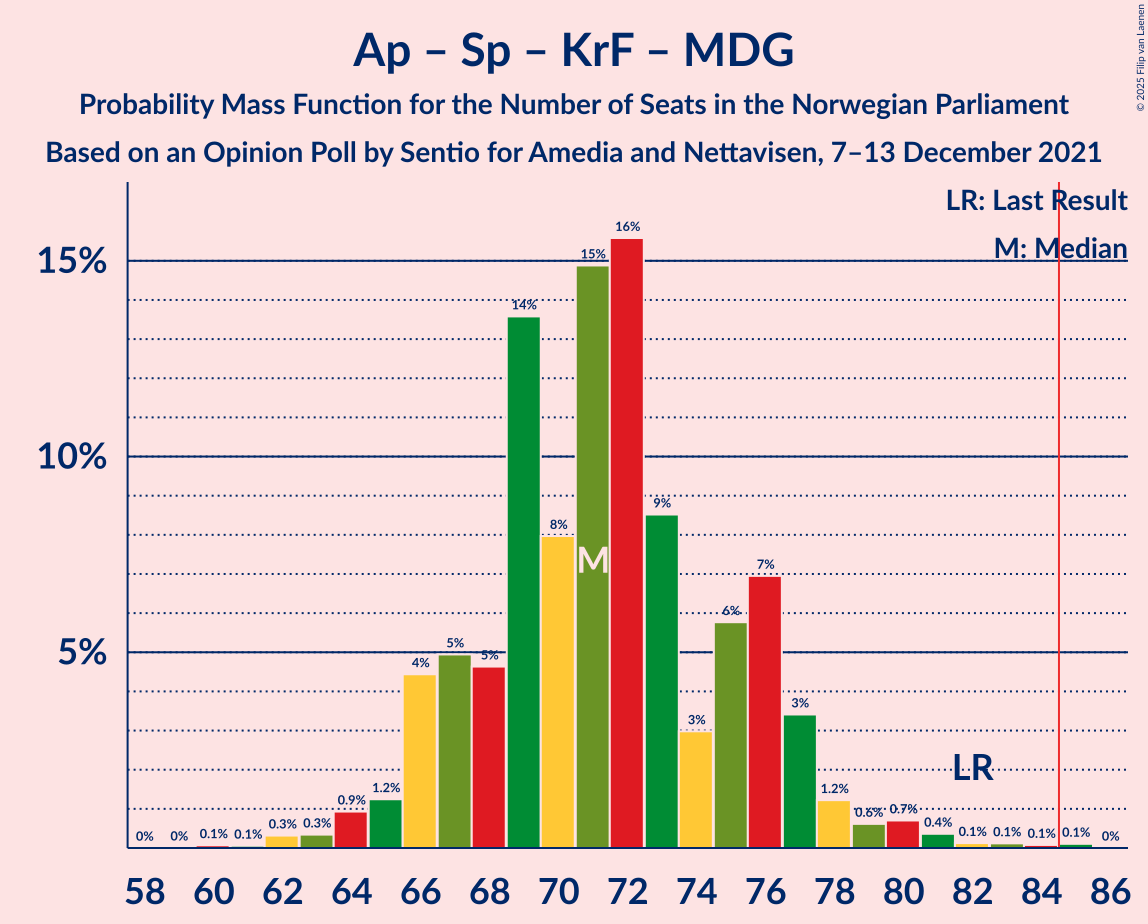 Ap – Sp – KrF – MDG
Probability Mass Function for the Number of Seats in the Norwegian Parliament
Based on an Opinion Poll by Sentio for Amedia and Nettavisen, 7–13 December 2021
© 2025 Filip van Laenen
LR: Last Result
M: Median
15%
10%
5%
0% 0% 0.1% 0.1% 0.3% 0.3% 0.9% 1.2% 4% 5% 5% 14% 8% 15% 16% 9% 3% 6% 7% 3% 1.2% 0.6% 0.7% 0.4% 0.1% 0.1% 0.1% 0.1% 0%
M
LR
58 60 62 64 66 68 70 72 74 76 78 80 82 84 86